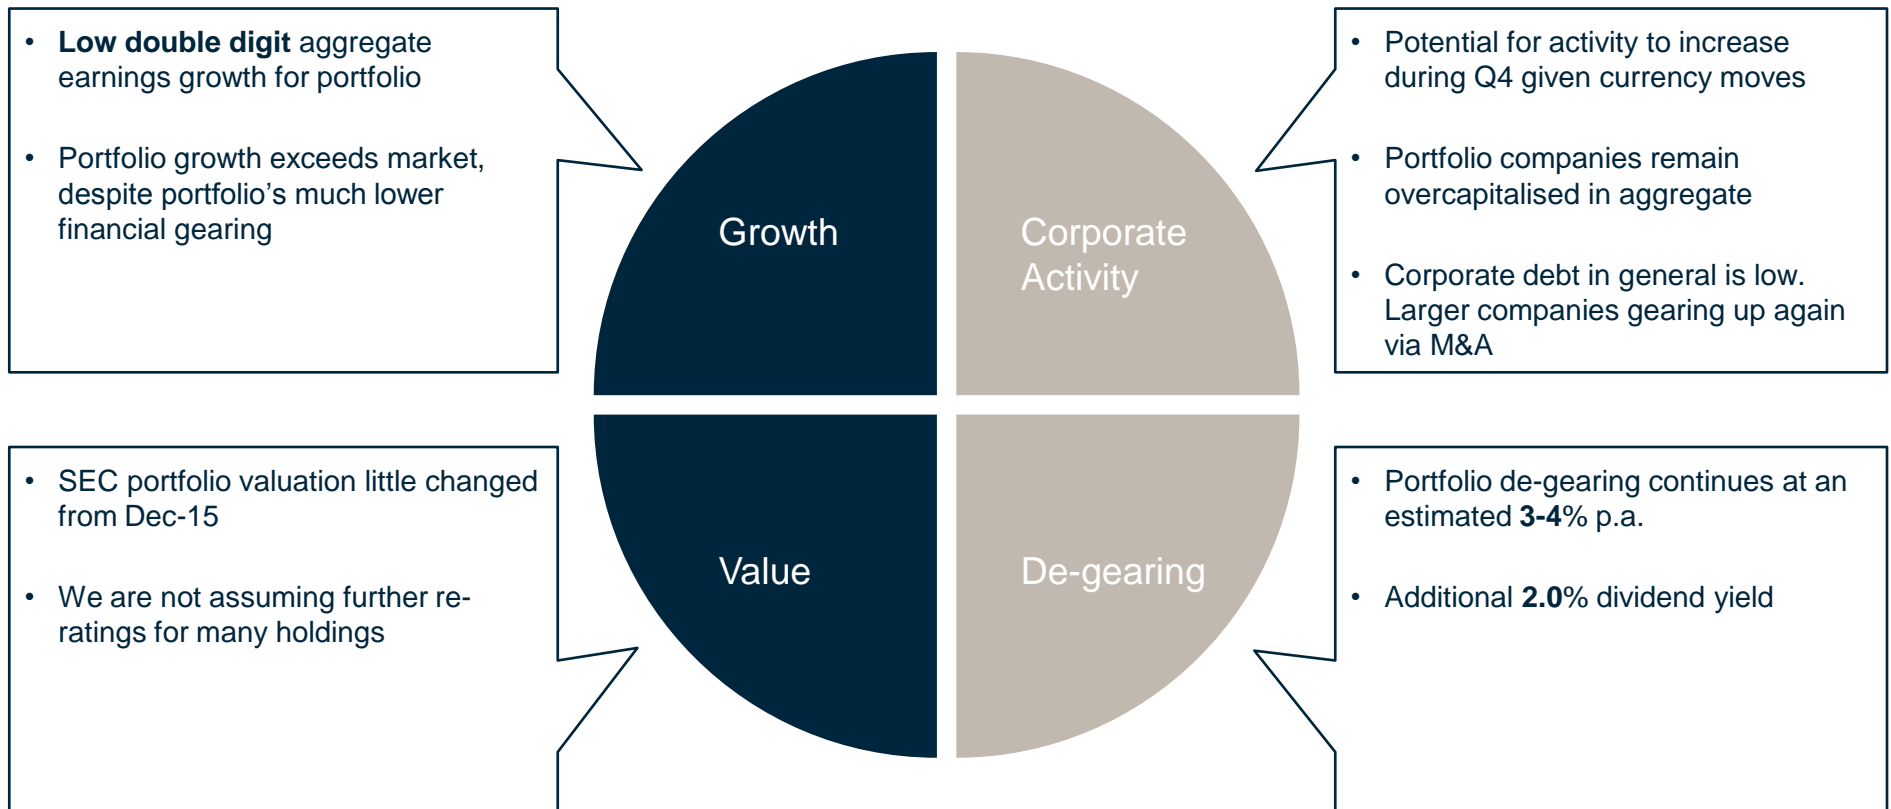 • Low double digit aggregate
earnings growth for portfolio
• Portfolio growth exceeds market,
despite portfolio’s much lower
financial gearing
• Potential for activity to increase
during Q4 given currency moves
• Portfolio companies remain
overcapitalised in aggregate
• Corporate debt in general is low.
Larger companies gearing up again
via M&A
Growth
Corporate
Activity
• SEC portfolio valuation little changed
from Dec-15
• We are not assuming further re-
ratings for many holdings
Value
De-gearing
• Portfolio de-gearing continues at an
estimated 3-4% p.a.
• Additional 2.0% dividend yield